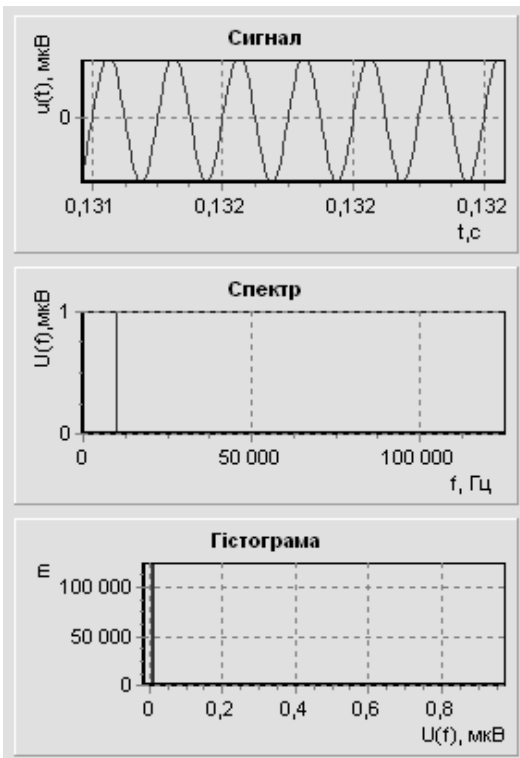 Сигнал
u(t), мкВ
0
0,131 0,132 0,132 0,132
t,с
Спектр
U(f),мкВ
1
0
0 50 000 100 000
f, Гц
Гістограма
m
100 000
50 000
0
0 0,2 0,4 0,6 0,8
U(f), мкВ